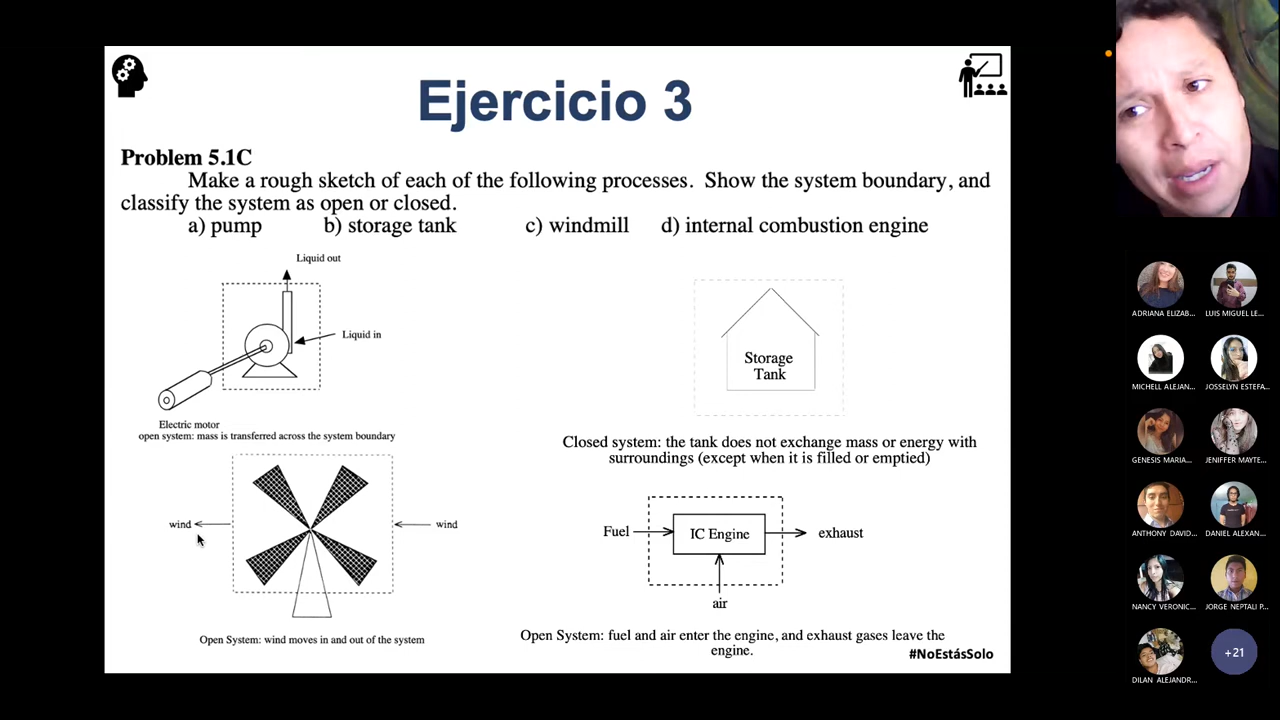 Ejercicio 3
Problem 5.1C
Make a rough sketch of each of the following processes. Show the system boundary, and
classify the system as open or closed.
a) pump b) storage tank c) windmill d) internal combustion engine
Liquid out
Liquid in
Electric motor
open system: mass is transferred across the system boundary
Storage
Tank
Closed system: the tank does not exchange mass or energy with
surroundings (except when it is filled or emptied)
wind
wind
Open System: wind moves in and out of the system
Fuel
IC Engine
exhaust
air
Open System: fuel and air enter the engine, and exhaust gases leave the
engine.
#NoEstásSolo
ADRIANA ELIZAB...
LUIS MIGUEL LE...
MICHELL ALEJAN...
JOSSELYN ESTEFA...
GENESIS MARIA...
JENIFFER MAYTE...
ANTHONY DAVID...
DANIEL ALEXAN...
NANCY VERONIC...
JORGE NEPTALI P...
DILAN ALEJANDR...
+21